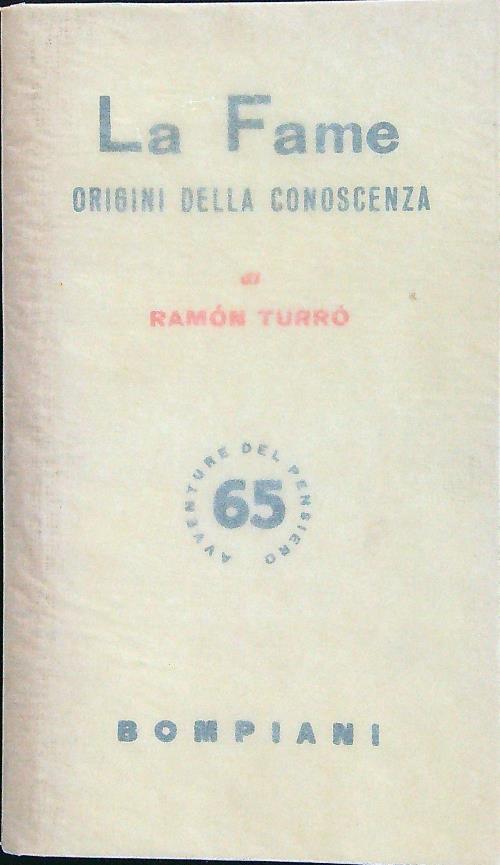 La Fame
ORIGINI DELLA CONOSCENZA
di
RAMÓN TURRÓ
AVVENTURE DEL PENSIERO
65
BOMPIANI